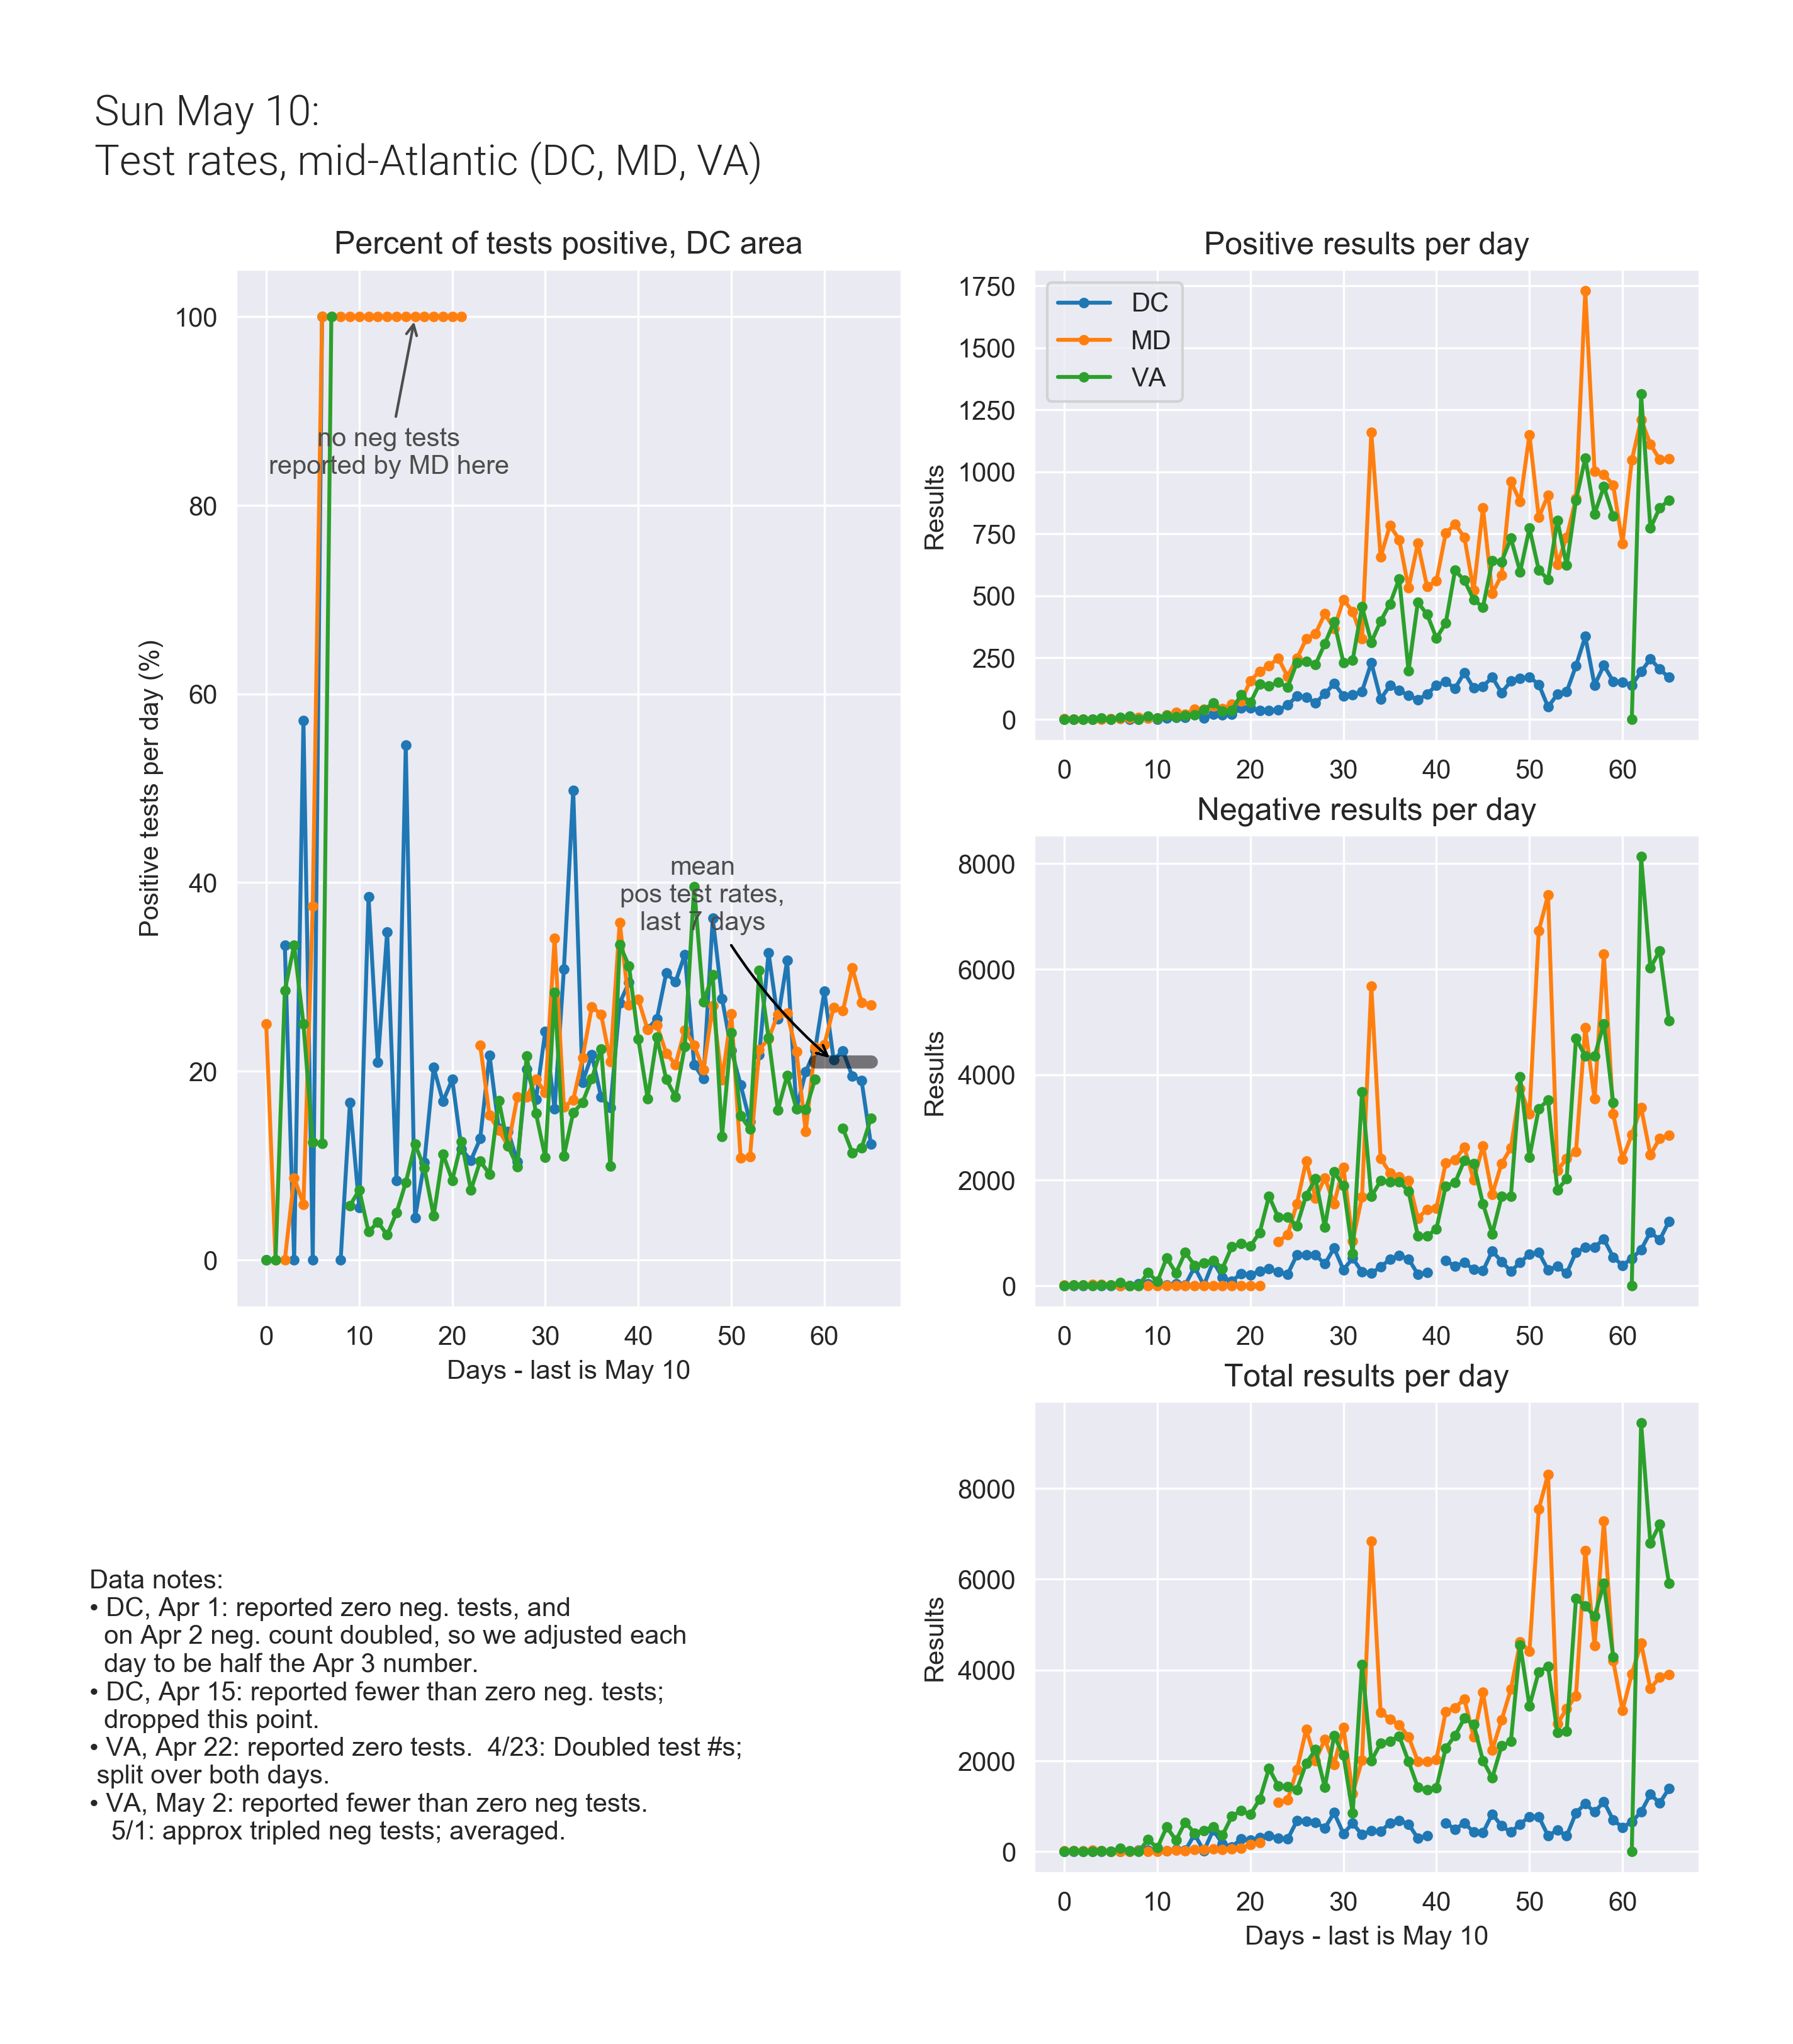 Sun May 10:
Test rates, mid-Atlantic (DC, MD, VA)
Percent of tests positive, DC area
100
80
60
40
20
0
Positive tests per day (%)
no neg tests
reported by MD here
mean
pos test rates,
last 7 days
0 10 20 30 40 50 60
Days - last is May 10
Positive results per day
DC
MD
VA
1750
1500
1250
1000
750
500
250
0
Results
0 10 20 30 40 50 60
Negative results per day
8000
6000
4000
2000
0
Results
0 10 20 30 40 50 60
Total results per day
8000
6000
4000
2000
0
Results
0 10 20 30 40 50 60
Days - last is May 10
Data notes:
• DC, Apr 1: reported zero neg. tests, and
on Apr 2 neg. count doubled, so we adjusted each
day to be half the Apr 3 number.
• DC, Apr 15: reported fewer than zero neg. tests;
dropped this point.
• VA, Apr 22: reported zero tests.  4/23: Doubled test #s;
split over both days.
• VA, May 2: reported fewer than zero neg tests.
5/1: approx tripled neg tests; averaged.